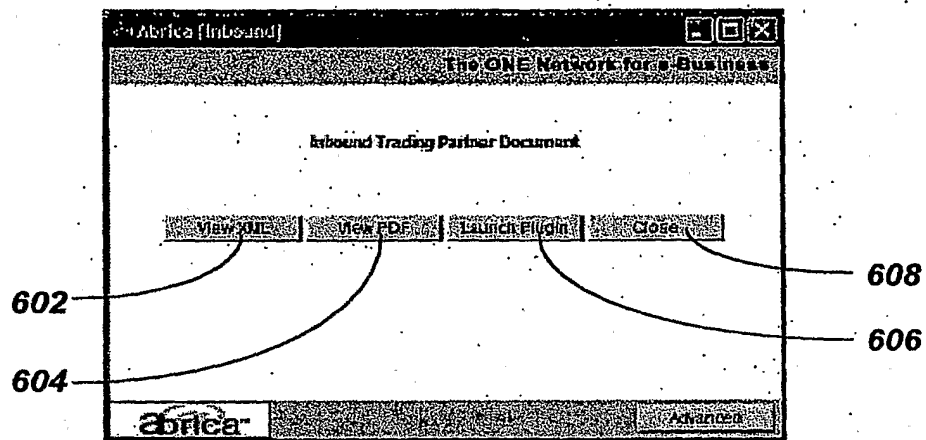 Abrica [Inbound]
The ONE Network for e-Business
Inbound Trading Partner Document
View XML View PDF Launch Plugin Close
602
608
606
604
abrica™
Advanced